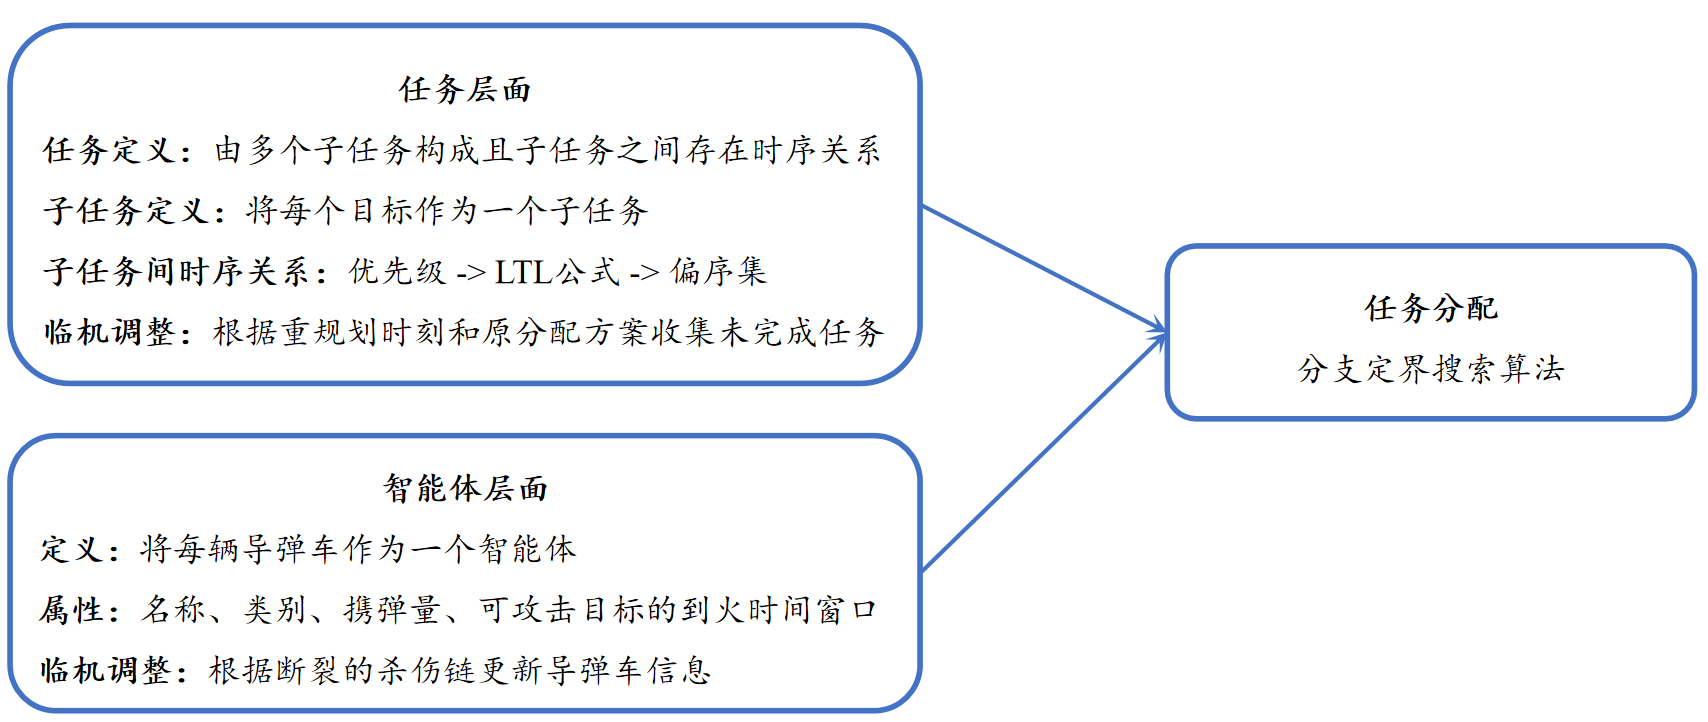 任务层面
任务定义：由多个子任务构成且子任务之间存在时序关系
子任务定义：将每个目标作为一个子任务
子任务间时序关系：优先级 -> LTL公式 -> 偏序集
临机调整：根据重规划时刻和原分配方案收集未完成任务
智能体层面
定义：将每辆导弹车作为一个智能体
属性：名称、类别、携弹量、可攻击目标的到火时间窗口
临机调整：根据断裂的杀伤链更新导弹车信息
任务分配
分支定界搜索算法